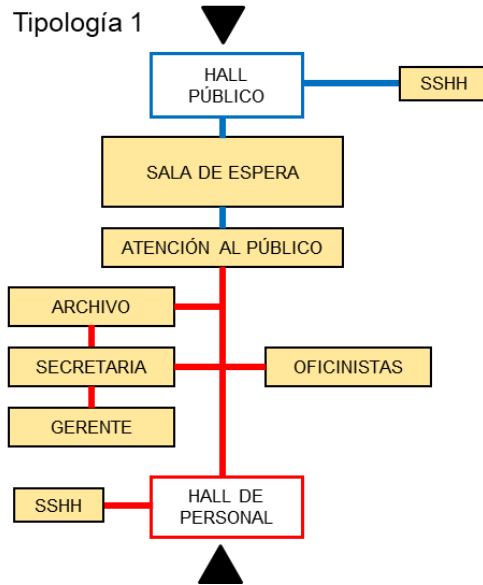 Tipología 1
HALL
PÚBLICO
SSHH
SALA DE ESPERA
ATENCIÓN AL PÚBLICO
ARCHIVO
SECRETARIA
OFICINISTAS
GERENTE
SSHH
HALL DE
PERSONAL